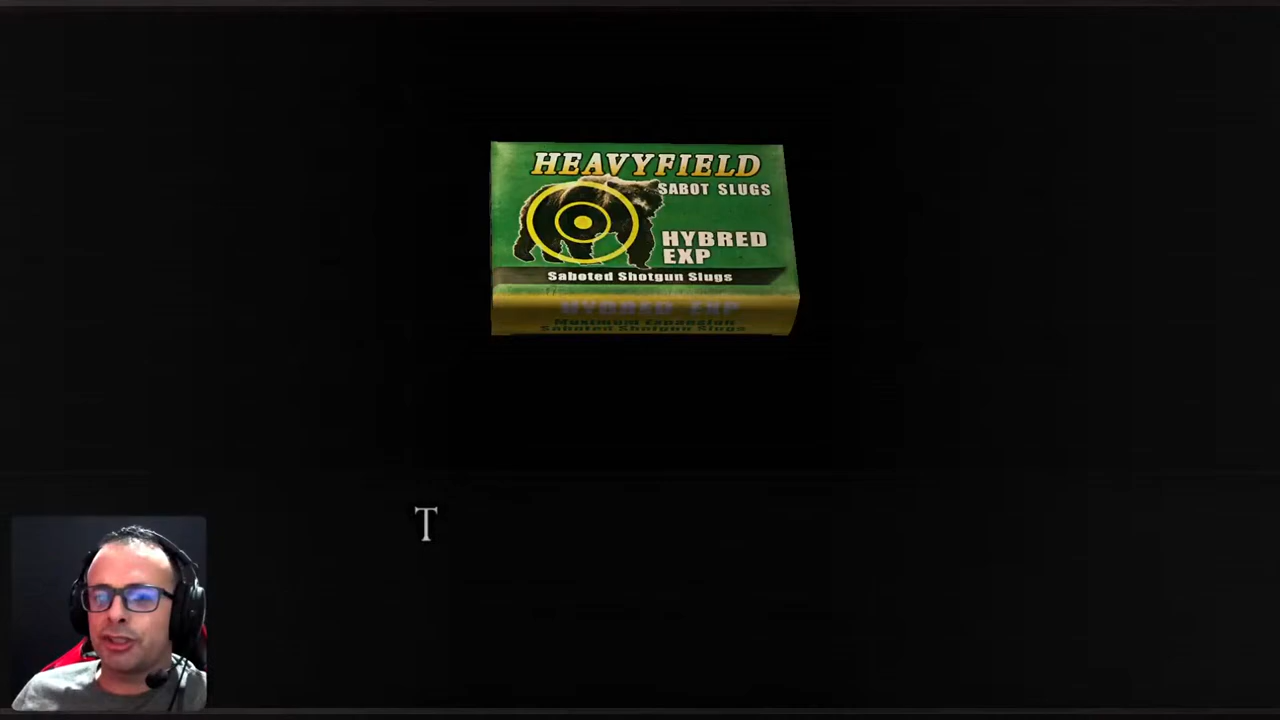 HEAVYFIELD
SABOT SLUGS
HYBRED
EXP
Saboted Shotgun Slugs
HYBRED EXP
Maximum Expansion
Saboted Shotgun Slugs
T